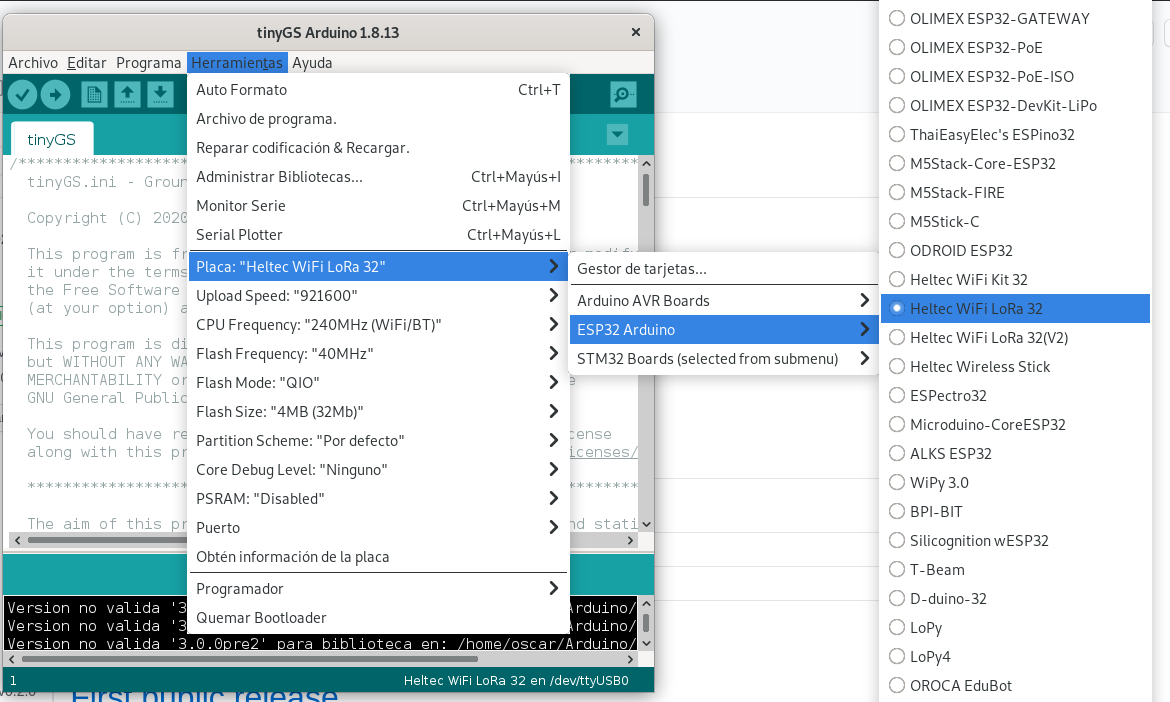 tinyGS Arduino 1.8.13
Archivo Editar Programa Herramientas Ayuda
tinyGS
/************************
tinyGS.ini - Groun
Copyright (C) 2020
This program is fr
it under the terms
the Free Software
(at your option) a
This program is di
but WITHOUT ANY WA
MERCHANTABILITY or
GNU General Public
You should have re
cense
along with this pr
icenses/
The aim of this pr
nd stati
Auto Formato Ctrl+T
Archivo de programa.
Reparar codificación & Recargar.
Administrar Bibliotecas... Ctrl+Mayús+I
Monitor Serie Ctrl+Mayús+M
Serial Plotter Ctrl+Mayús+L
Placa: "Heltec WiFi LoRa 32"
Upload Speed: "921600"
CPU Frequency: "240MHz (WiFi/BT)"
Flash Frequency: "40MHz"
Flash Mode: "QIO"
Flash Size: "4MB (32Mb)"
Partition Scheme: "Por defecto"
Core Debug Level: "Ninguno"
PSRAM: "Disabled"
Puerto
Obtén información de la placa
Programador
Quemar Bootloader
Gestor de tarjetas...
Arduino AVR Boards
ESP32 Arduino
STM32 Boards (selected from submenu)
OLIMEX ESP32-GATEWAY
OLIMEX ESP32-PoE
OLIMEX ESP32-PoE-ISO
OLIMEX ESP32-DevKit-LiPo
ThaiEasyElec's ESPino32
M5Stack-Core-ESP32
M5Stack-FIRE
M5Stick-C
ODROID ESP32
Heltec WiFi Kit 32
Heltec WiFi LoRa 32
Heltec WiFi LoRa 32(V2)
Heltec Wireless Stick
ESPectro32
Microduino-CoreESP32
ALKS ESP32
WiPy 3.0
BPI-BIT
Silicognition wESP32
T-Beam
D-duino-32
LoPy
LoPy4
OROCA EduBot
Version no valida '3 Arduino/
Version no valida '3 Arduino/
Version no valida '3.0.0pre2' para biblioteca en: /home/oscar/Arduino/
1 Heltec WiFi LoRa 32 en /dev/ttyUSB0
First public release